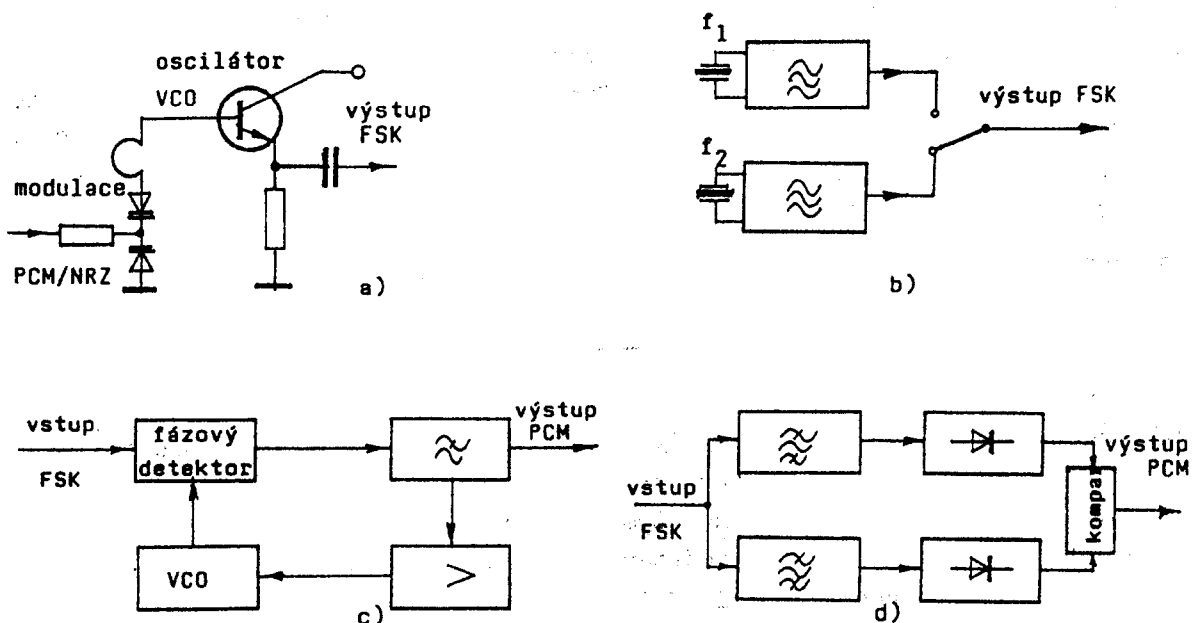 oscilátor
VCO
výstup
FSK
modulace
PCM/NRZ
a)
f1
výstup FSK
f2
b)
vstup
FSK
fázový
detektor
výstup
PCM
VCO
>
c)
vstup
FSK
kompar
výstup
PCM
d)